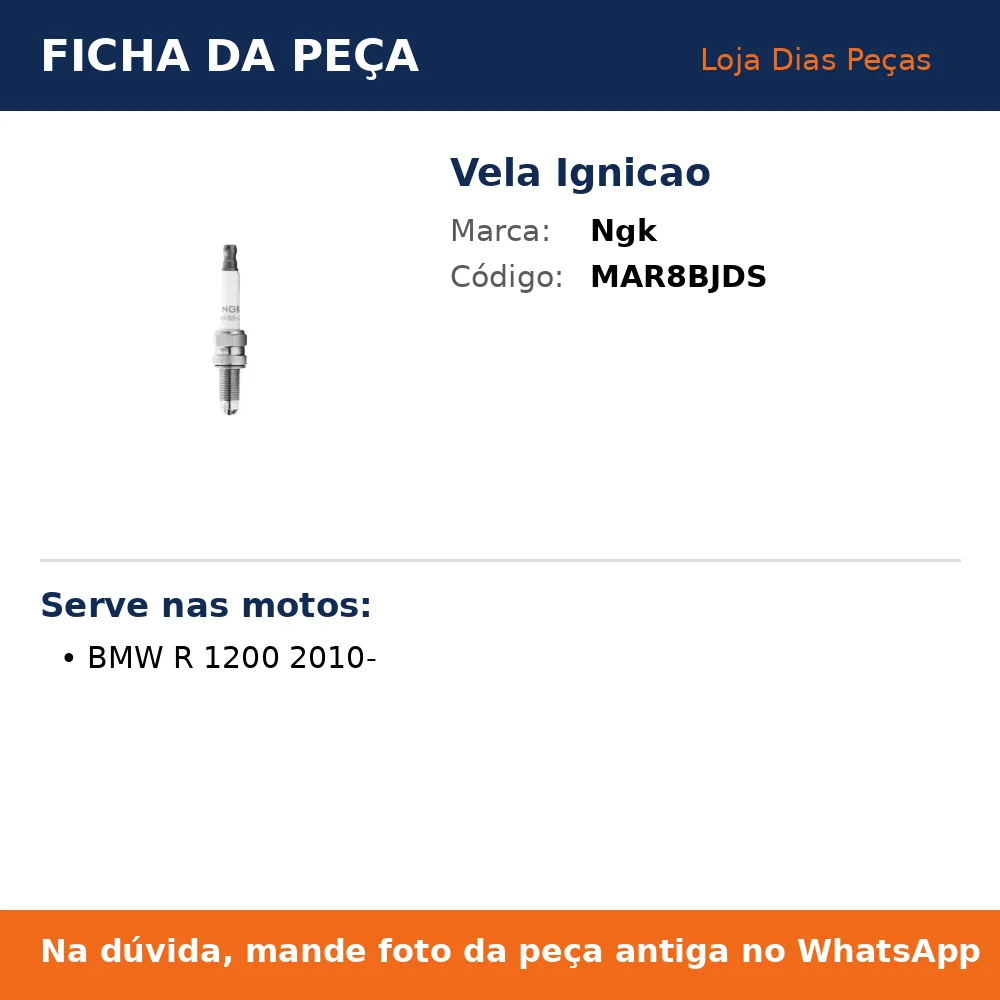 FICHA DA PEÇA
Loja Dias Peças
Vela Ignicao
Marca: Ngk
Código: MAR8BJDS
NGK
Serve nas motos:
• BMW R 1200 2010-
Na dúvida, mande foto da peça antiga no WhatsApp